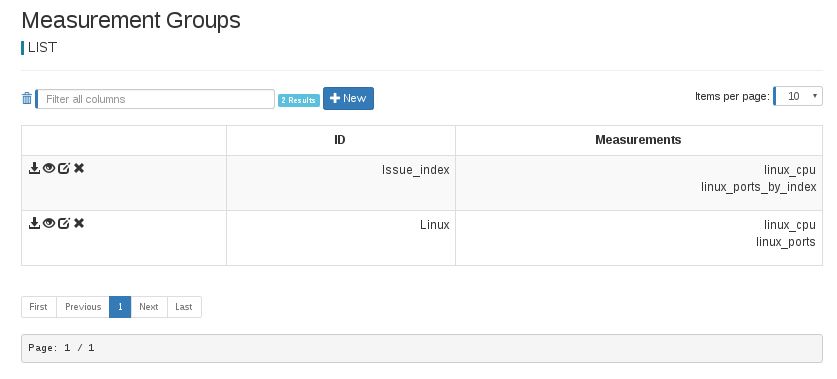 Measurement Groups
LIST
Filter all columns 2 Results New Items per page: 10
ID Measurements
Issue_index linux_cpu
linux_ports_by_index
Linux linux_cpu
linux_ports
First Previous 1 Next Last
Page: 1 / 1